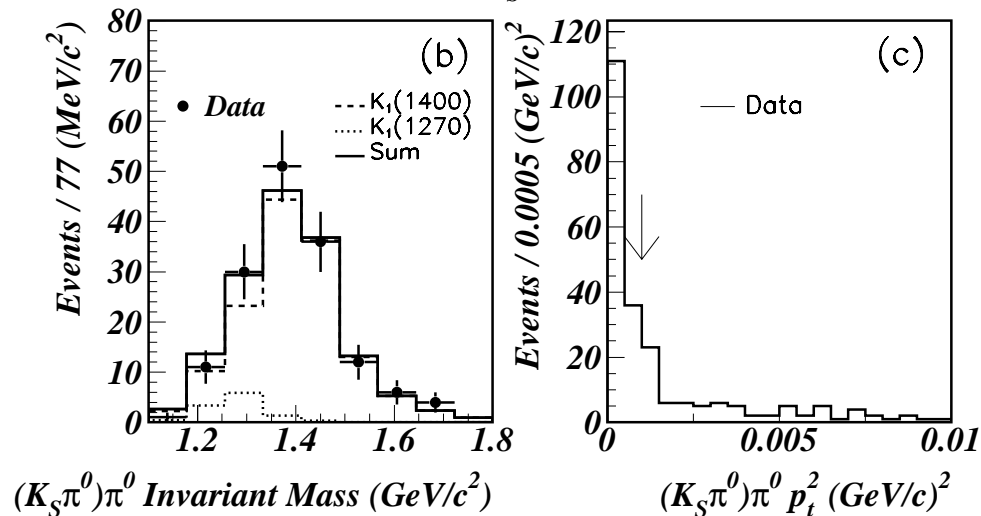 S
(b)
Data
K₁(1400)
K₁(1270)
Sum
Events / 77 (MeV/c²)
80
70
60
50
40
30
20
10
0
1.2
1.4
1.6
1.8
(K_Sπ⁰)π⁰ Invariant Mass (GeV/c²)
(c)
Data
Events / 0.0005 (GeV/c)²
120
100
80
60
40
20
0
0
0.005
0.01
(K_Sπ⁰)π⁰ p_t² (GeV/c)²